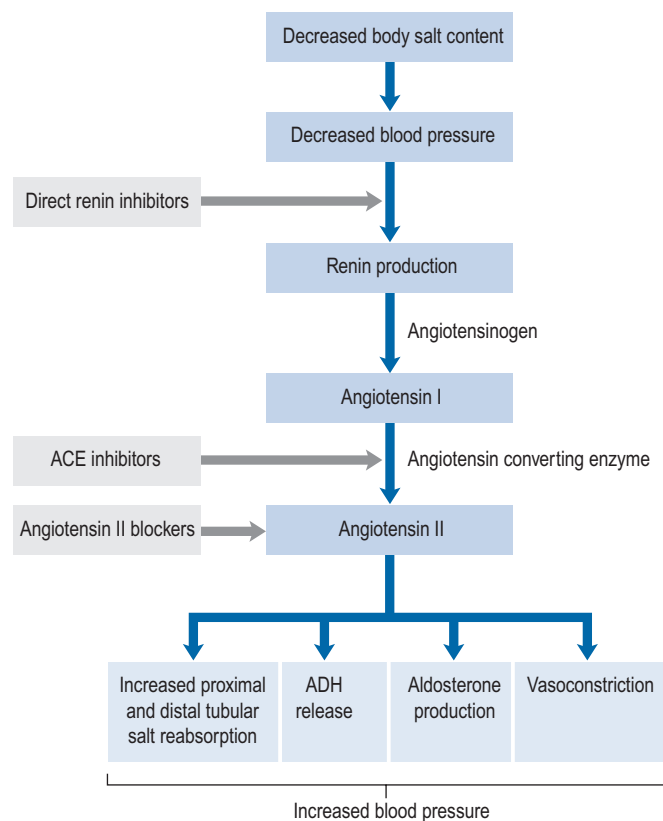 Decreased body salt content
Decreased blood pressure
Direct renin inhibitors
Renin production
Angiotensinogen
Angiotensin I
ACE inhibitors
Angiotensin converting enzyme
Angiotensin II blockers
Angiotensin II
Increased proximal
and distal tubular
salt reabsorption
ADH
release
Aldosterone
production
Vasoconstriction
Increased blood pressure